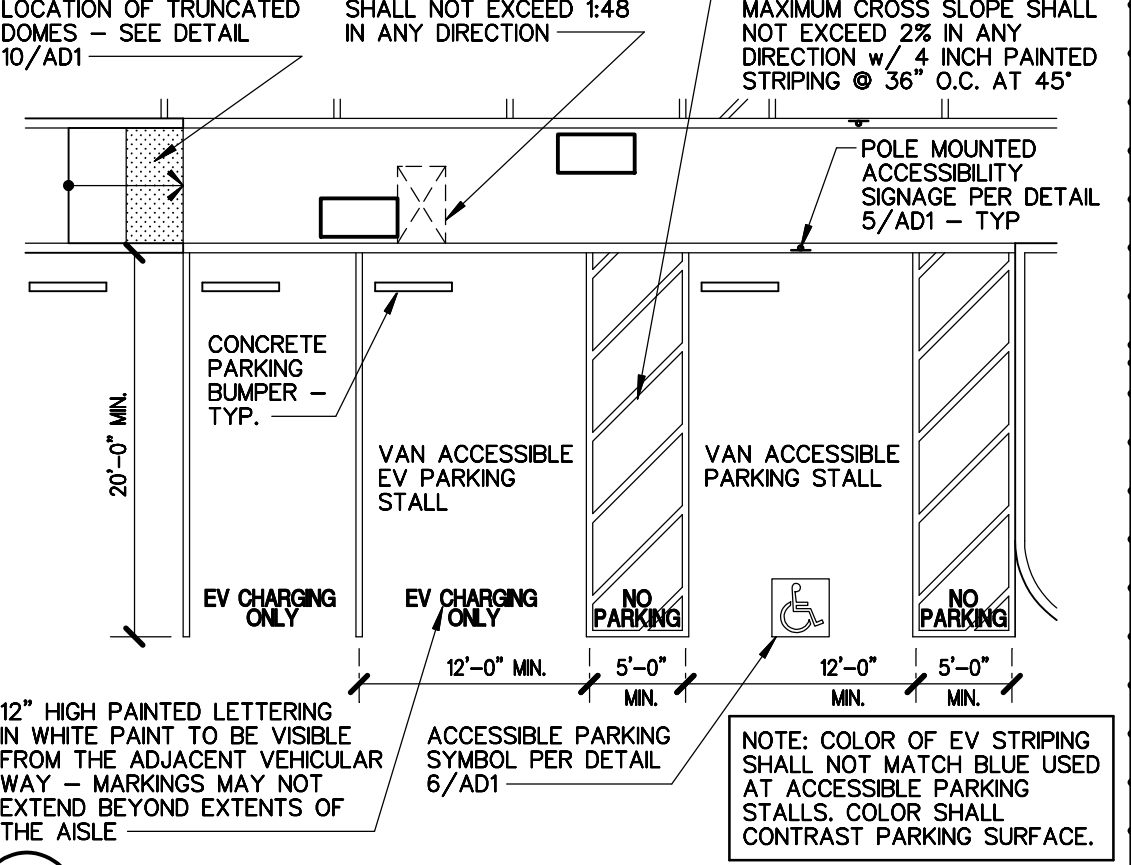 LOCATION OF TRUNCATED
DOMES – SEE DETAIL
10/AD1
SHALL NOT EXCEED 1:48
IN ANY DIRECTION
MAXIMUM CROSS SLOPE SHALL
NOT EXCEED 2% IN ANY
DIRECTION w/ 4 INCH PAINTED
STRIPING @ 36" O.C. AT 45°
POLE MOUNTED
ACCESSIBILITY
SIGNAGE PER DETAIL
5/AD1 – TYP
CONCRETE
PARKING
BUMPER –
TYP.
20'-0" MIN.
VAN ACCESSIBLE
EV PARKING
STALL
VAN ACCESSIBLE
PARKING STALL
EV CHARGING
ONLY
EV CHARGING
ONLY
NO
PARKING
NO
PARKING
12'-0" MIN.
5'-0"
MIN.
12'-0"
MIN.
5'-0"
MIN.
12" HIGH PAINTED LETTERING
IN WHITE PAINT TO BE VISIBLE
FROM THE ADJACENT VEHICULAR
WAY – MARKINGS MAY NOT
EXTEND BEYOND EXTENTS OF
THE AISLE
ACCESSIBLE PARKING
SYMBOL PER DETAIL
6/AD1
NOTE: COLOR OF EV STRIPING
SHALL NOT MATCH BLUE USED
AT ACCESSIBLE PARKING
STALLS. COLOR SHALL
CONTRAST PARKING SURFACE.